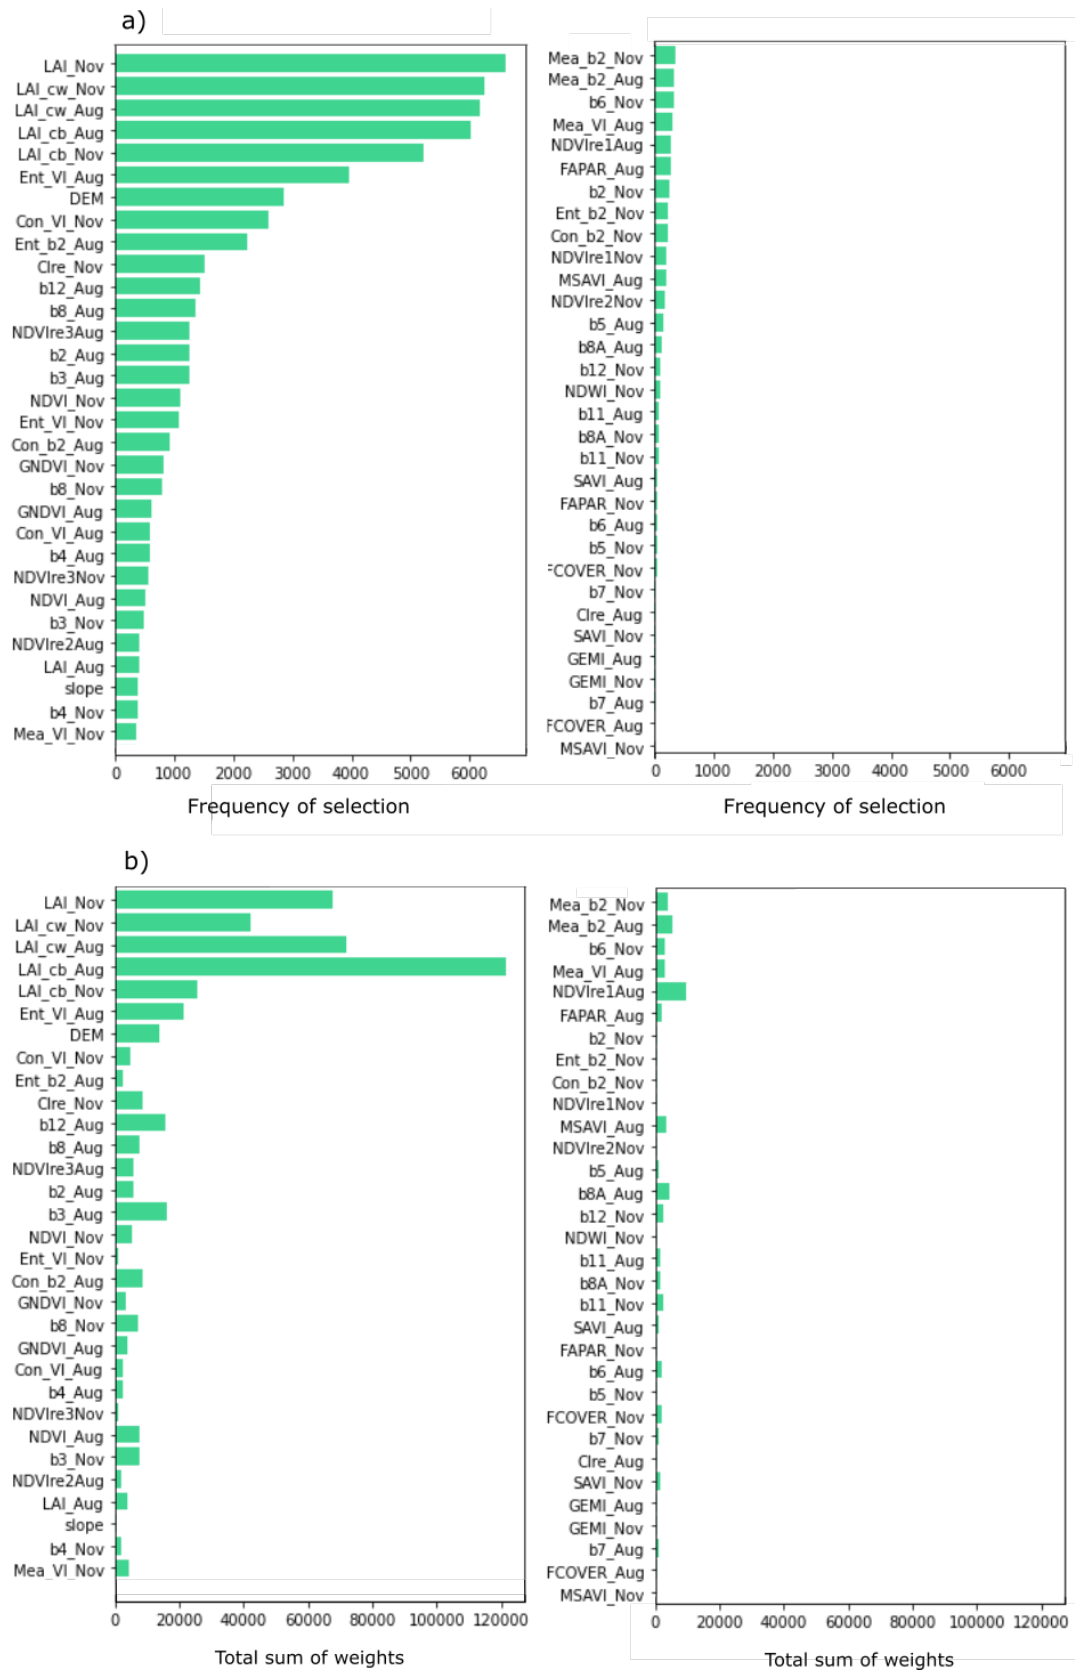 a)
LAI_Nov
LAI_cw_Nov
LAI_cw_Aug
LAI_cb_Aug
LAI_cb_Nov
Ent_VI_Aug
DEM
Con_VI_Nov
Ent_b2_Aug
CIre_Nov
b12_Aug
b8_Aug
NDVIre3Aug
b2_Aug
b3_Aug
NDVI_Nov
Ent_VI_Nov
Con_b2_Aug
GNDVI_Nov
b8_Nov
GNDVI_Aug
Con_VI_Aug
b4_Aug
NDVIre3Nov
NDVI_Aug
b3_Nov
NDVIre2Aug
LAI_Aug
slope
b4_Nov
Mea_VI_Nov
0 1000 2000 3000 4000 5000 6000
Frequency of selection
Mea_b2_Nov
Mea_b2_Aug
b6_Nov
Mea_VI_Aug
NDVIre1Aug
FAPAR_Aug
b2_Nov
Ent_b2_Nov
Con_b2_Nov
NDVIre1Nov
MSAVI_Aug
NDVIre2Nov
b5_Aug
b8A_Aug
b12_Nov
NDWI_Nov
b11_Aug
b8A_Nov
b11_Nov
SAVI_Aug
FAPAR_Nov
b6_Aug
b5_Nov
FCOVER_Nov
b7_Nov
CIre_Aug
SAVI_Nov
GEMI_Aug
GEMI_Nov
b7_Aug
FCOVER_Aug
MSAVI_Nov
0 1000 2000 3000 4000 5000 6000
Frequency of selection
b)
LAI_Nov
LAI_cw_Nov
LAI_cw_Aug
LAI_cb_Aug
LAI_cb_Nov
Ent_VI_Aug
DEM
Con_VI_Nov
Ent_b2_Aug
CIre_Nov
b12_Aug
b8_Aug
NDVIre3Aug
b2_Aug
b3_Aug
NDVI_Nov
Ent_VI_Nov
Con_b2_Aug
GNDVI_Nov
b8_Nov
GNDVI_Aug
Con_VI_Aug
b4_Aug
NDVIre3Nov
NDVI_Aug
b3_Nov
NDVIre2Aug
LAI_Aug
slope
b4_Nov
Mea_VI_Nov
0 20000 40000 60000 80000 100000 120000
Total sum of weights
Mea_b2_Nov
Mea_b2_Aug
b6_Nov
Mea_VI_Aug
NDVIre1Aug
FAPAR_Aug
b2_Nov
Ent_b2_Nov
Con_b2_Nov
NDVIre1Nov
MSAVI_Aug
NDVIre2Nov
b5_Aug
b8A_Aug
b12_Nov
NDWI_Nov
b11_Aug
b8A_Nov
b11_Nov
SAVI_Aug
FAPAR_Nov
b6_Aug
b5_Nov
FCOVER_Nov
b7_Nov
CIre_Aug
SAVI_Nov
GEMI_Aug
GEMI_Nov
b7_Aug
FCOVER_Aug
MSAVI_Nov
0 20000 40000 60000 80000 100000 120000
Total sum of weights